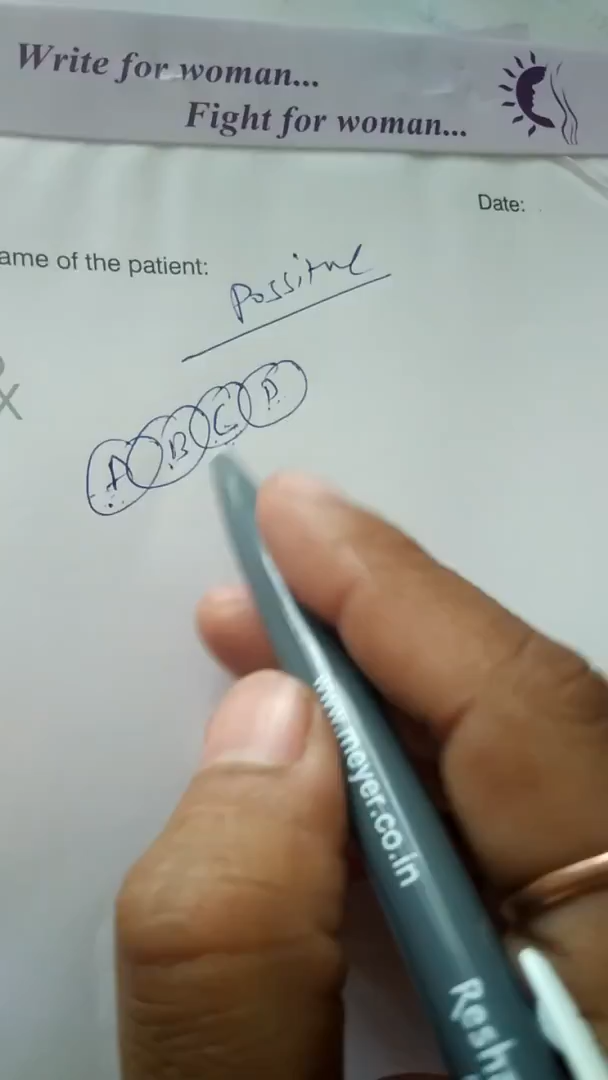 Write for woman...
Fight for woman...
Date:
ame of the patient:
Possitive
A B C D
www.meyer.co.in
Resh